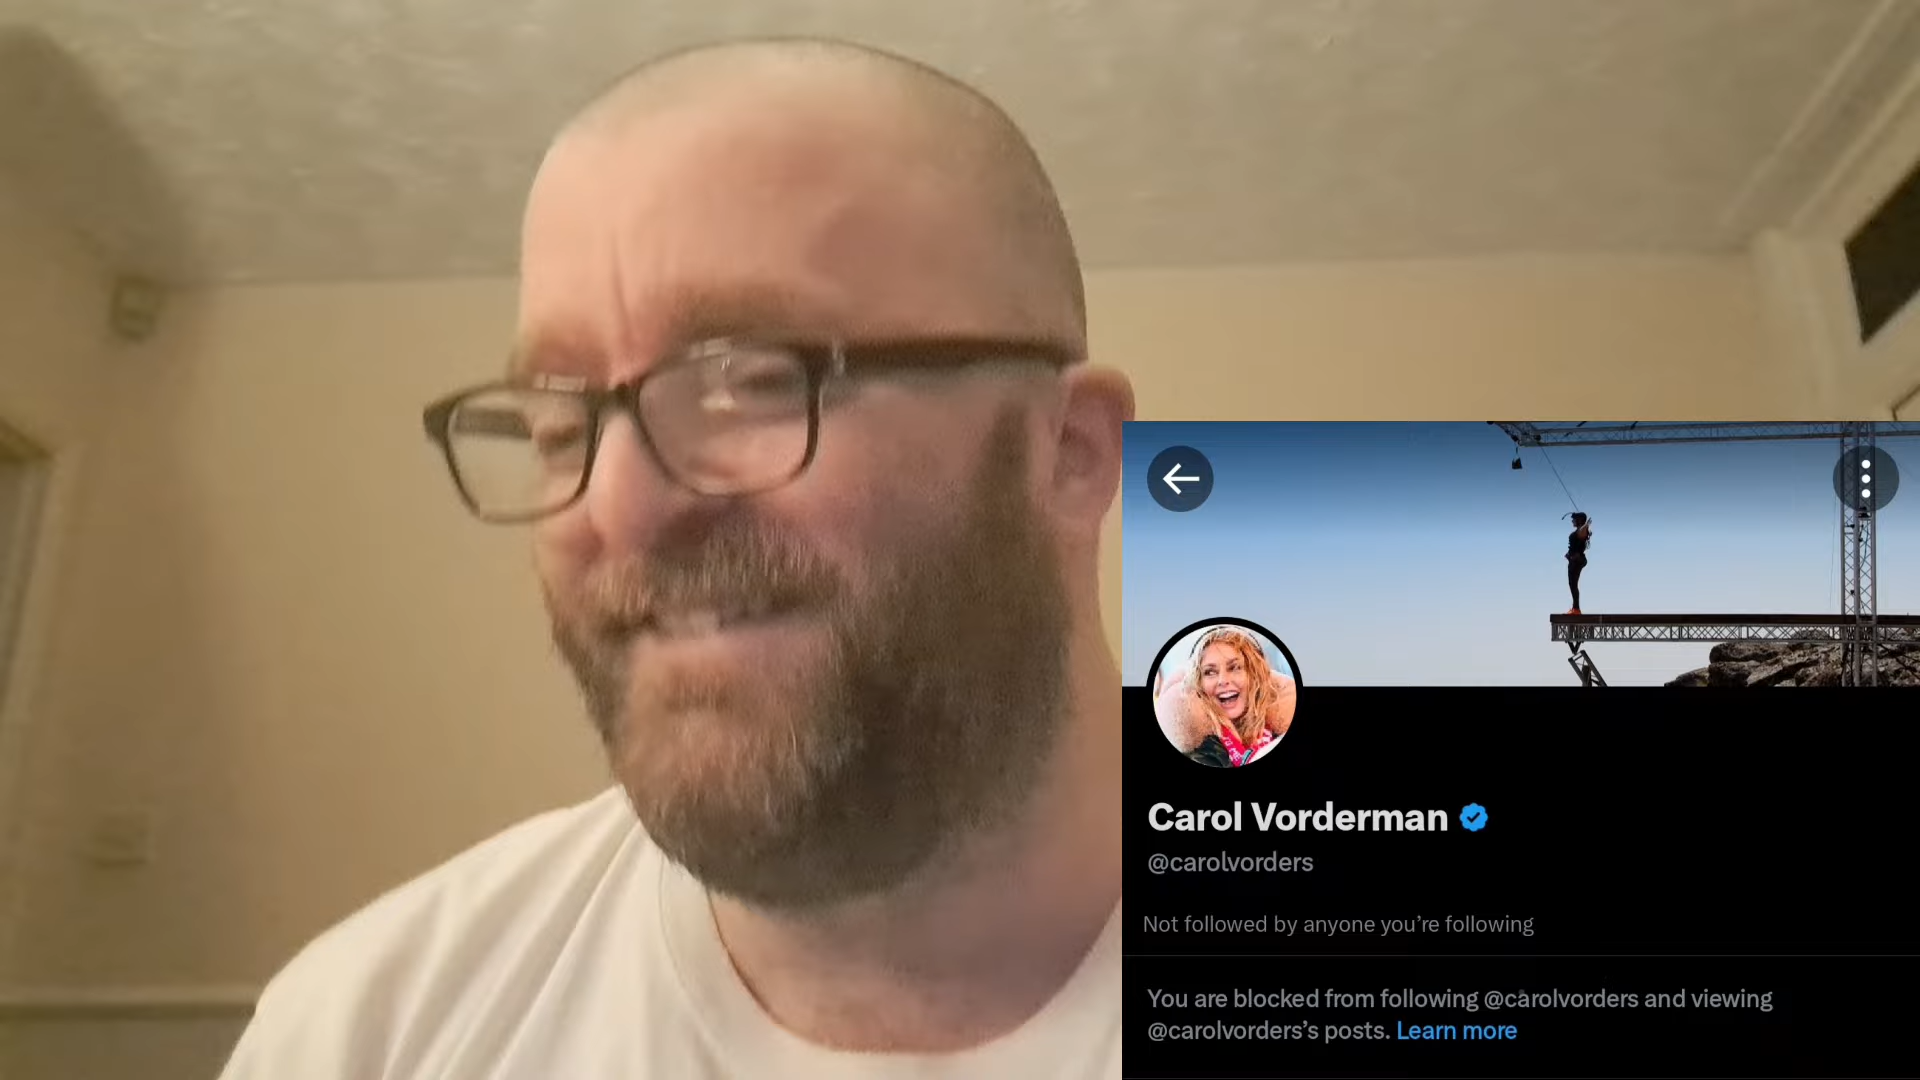 Carol Vorderman
@carolvorders
Not followed by anyone you’re following
You are blocked from following @carolvorders and viewing
@carolvorders’s posts. Learn more